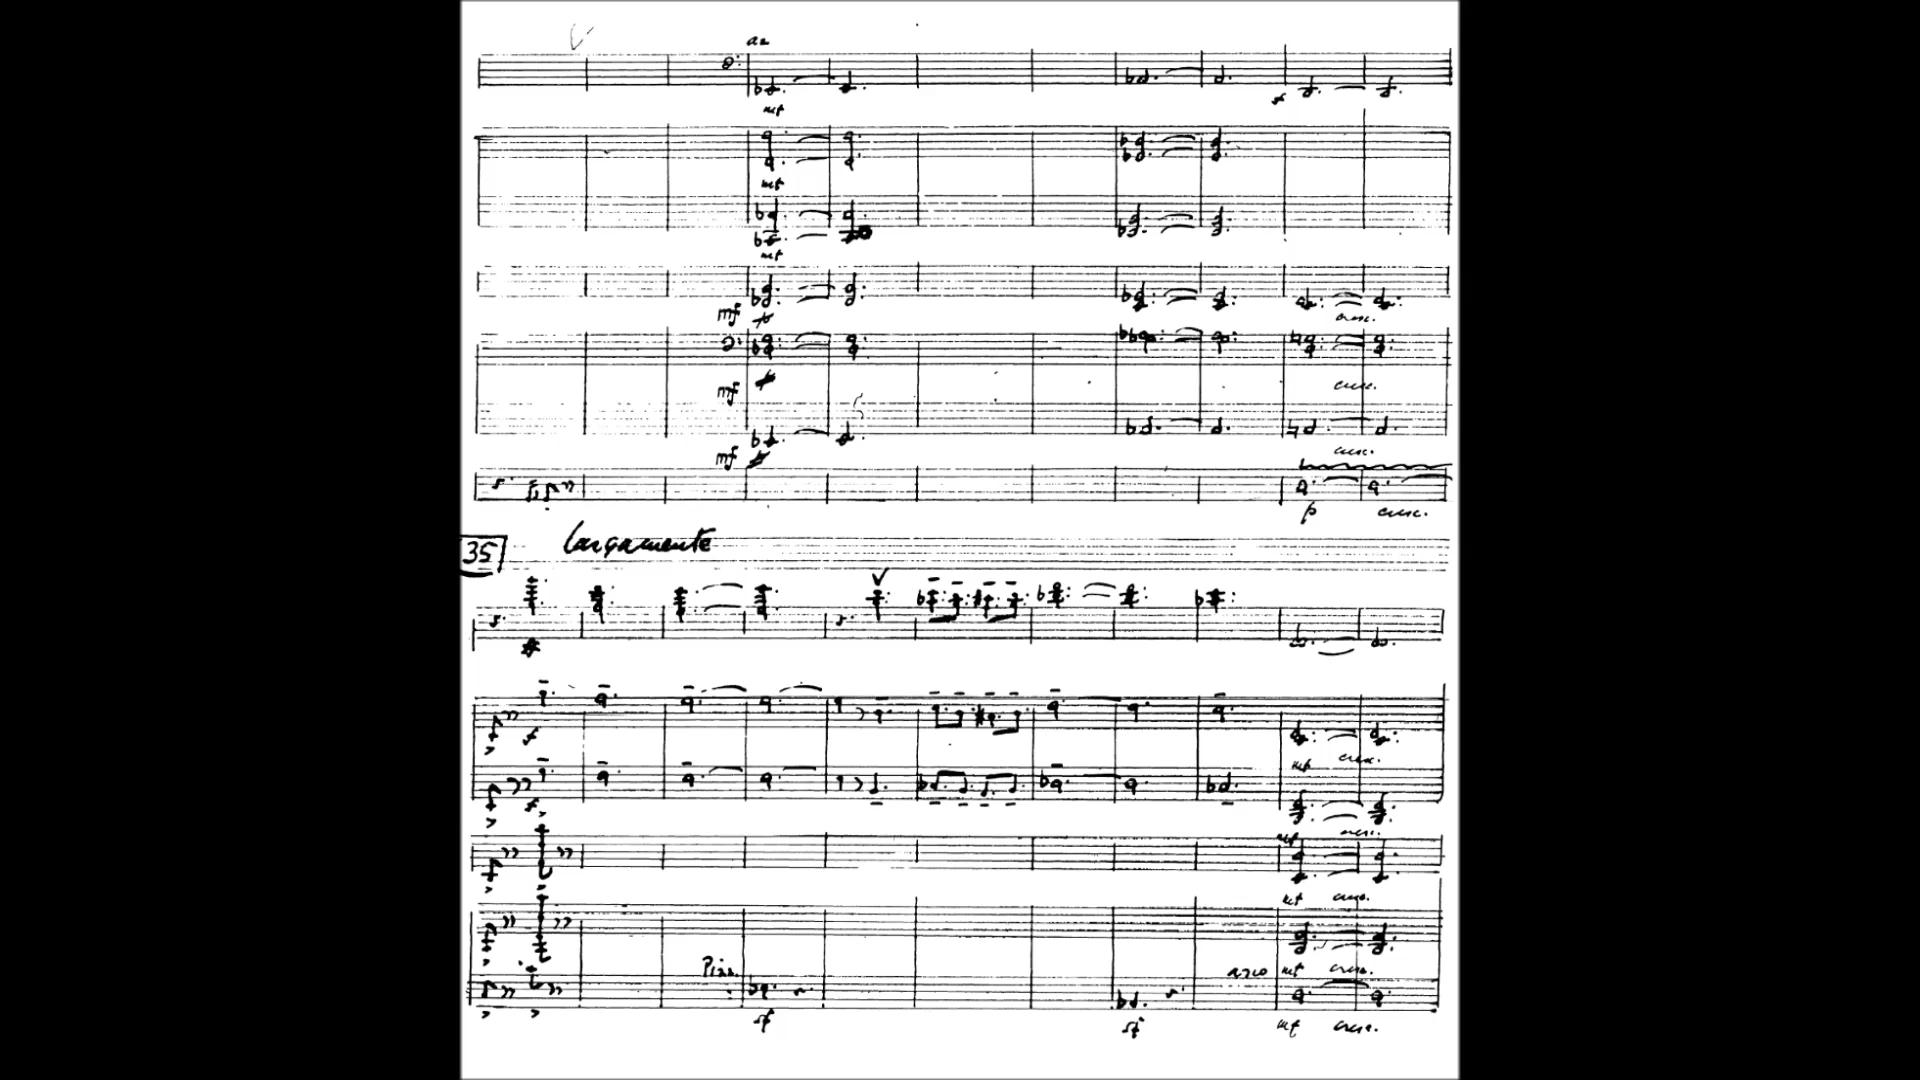 a2
mf
mf
mf
mf
cresc.
mf
cresc.
mf
cresc.
p cresc.
35 Largamente
f
mf cresc.
f
mf cresc.
mf cresc.
Pizz. arco mf cresc.
sf sf mf cresc.